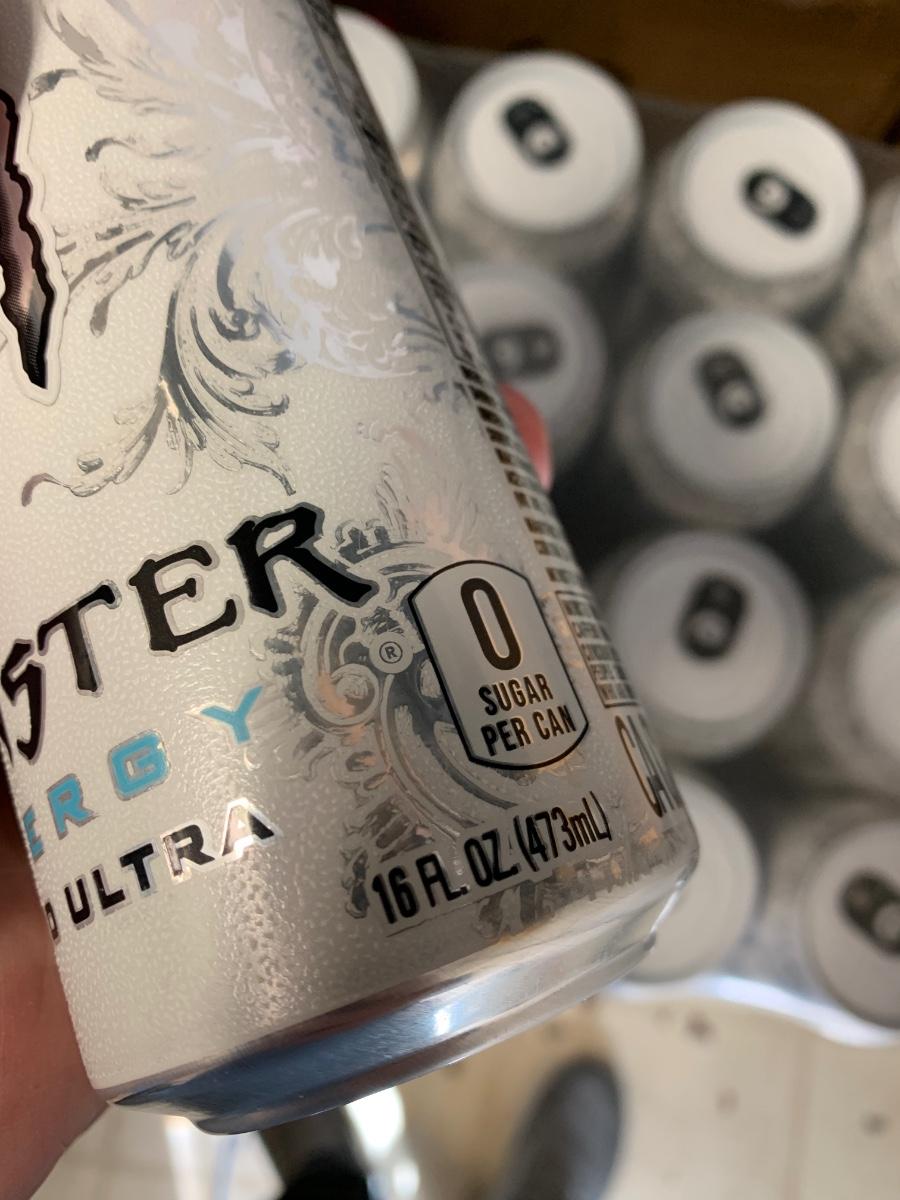 STER
®
ERGY
ULTRA
0
SUGAR
PER CAN
16 FL. OZ. (473mL)